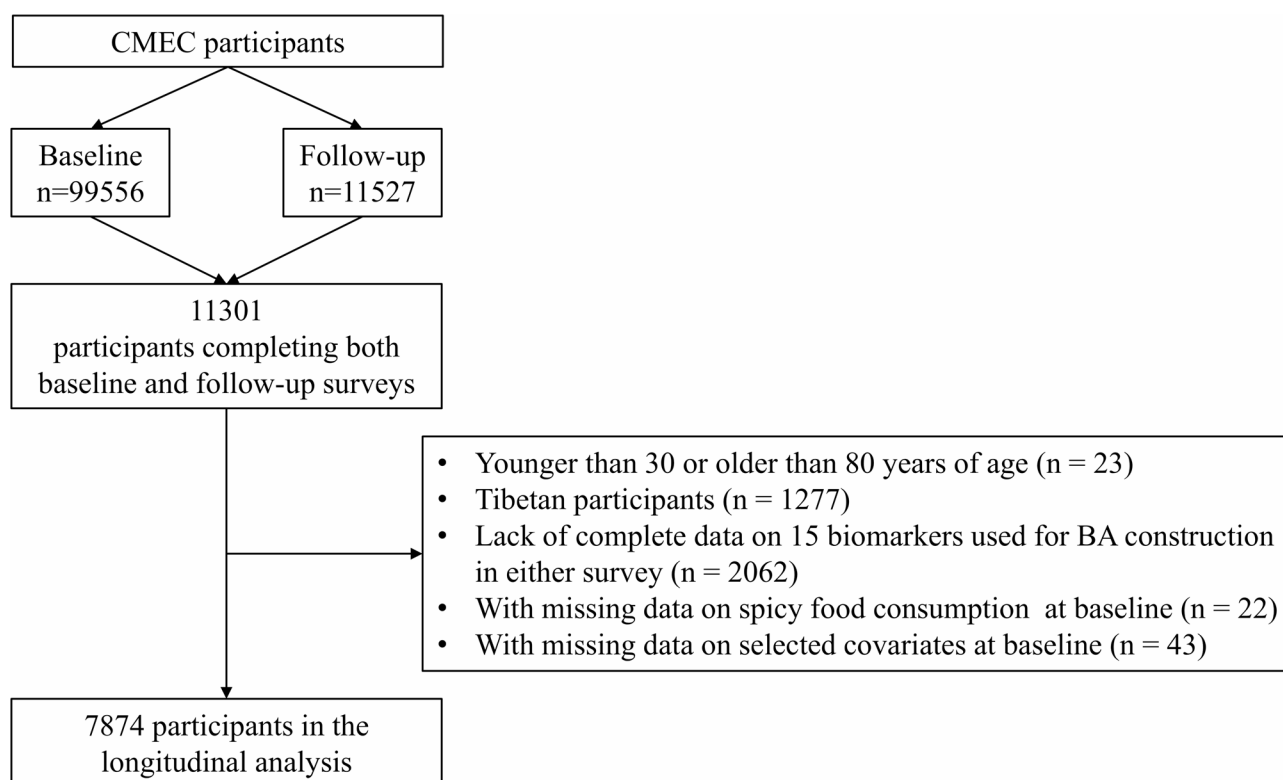 CMEC participants
Baseline
n=99556
Follow-up
n=11527
11301
participants completing both
baseline and follow-up surveys
• Younger than 30 or older than 80 years of age (n = 23)
• Tibetan participants (n = 1277)
• Lack of complete data on 15 biomarkers used for BA construction
in either survey (n = 2062)
• With missing data on spicy food consumption at baseline (n = 22)
• With missing data on selected covariates at baseline (n = 43)
7874 participants in the
longitudinal analysis